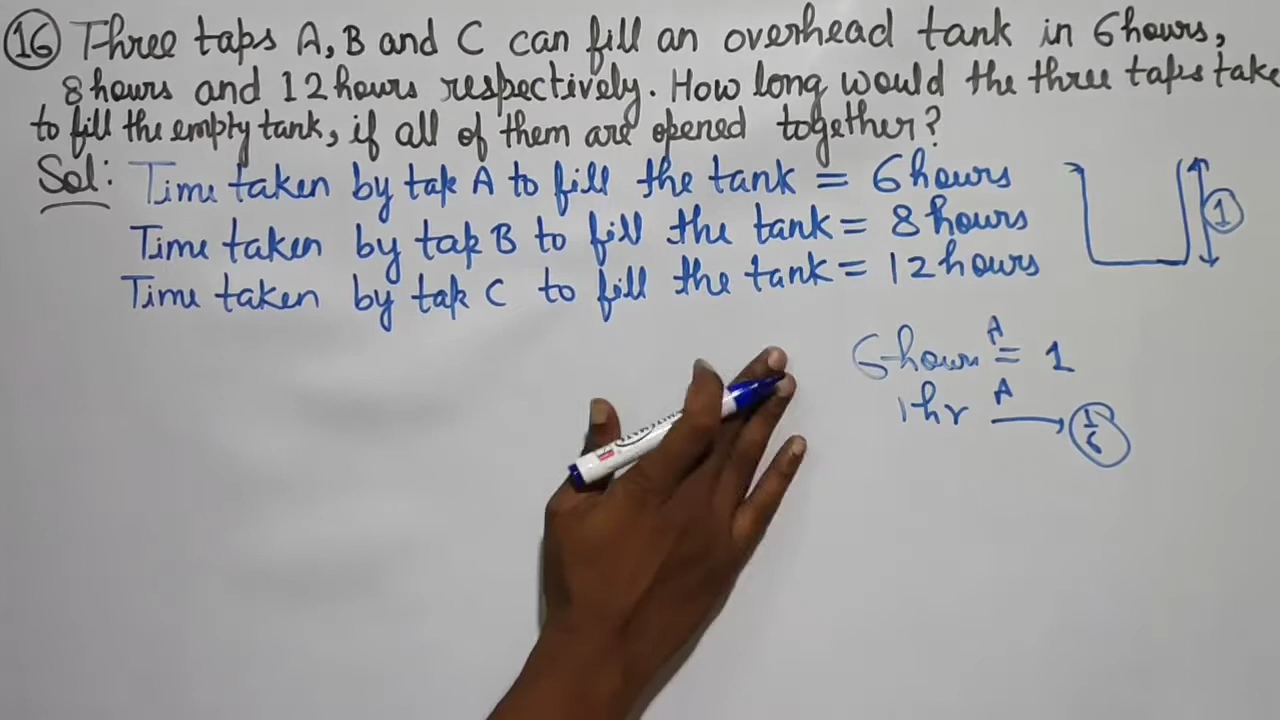 16 Three taps A, B and C can fill an overhead tank in 6 hours,
8 hours and 12 hours respectively. How long would the three taps take
to fill the empty tank, if all of them are opened together?
Sol: Time taken by tap A to fill the tank = 6 hours
Time taken by tap B to fill the tank = 8 hours
Time taken by tap C to fill the tank = 12 hours
1
6 hours A = 1
1 hr A → 1/6